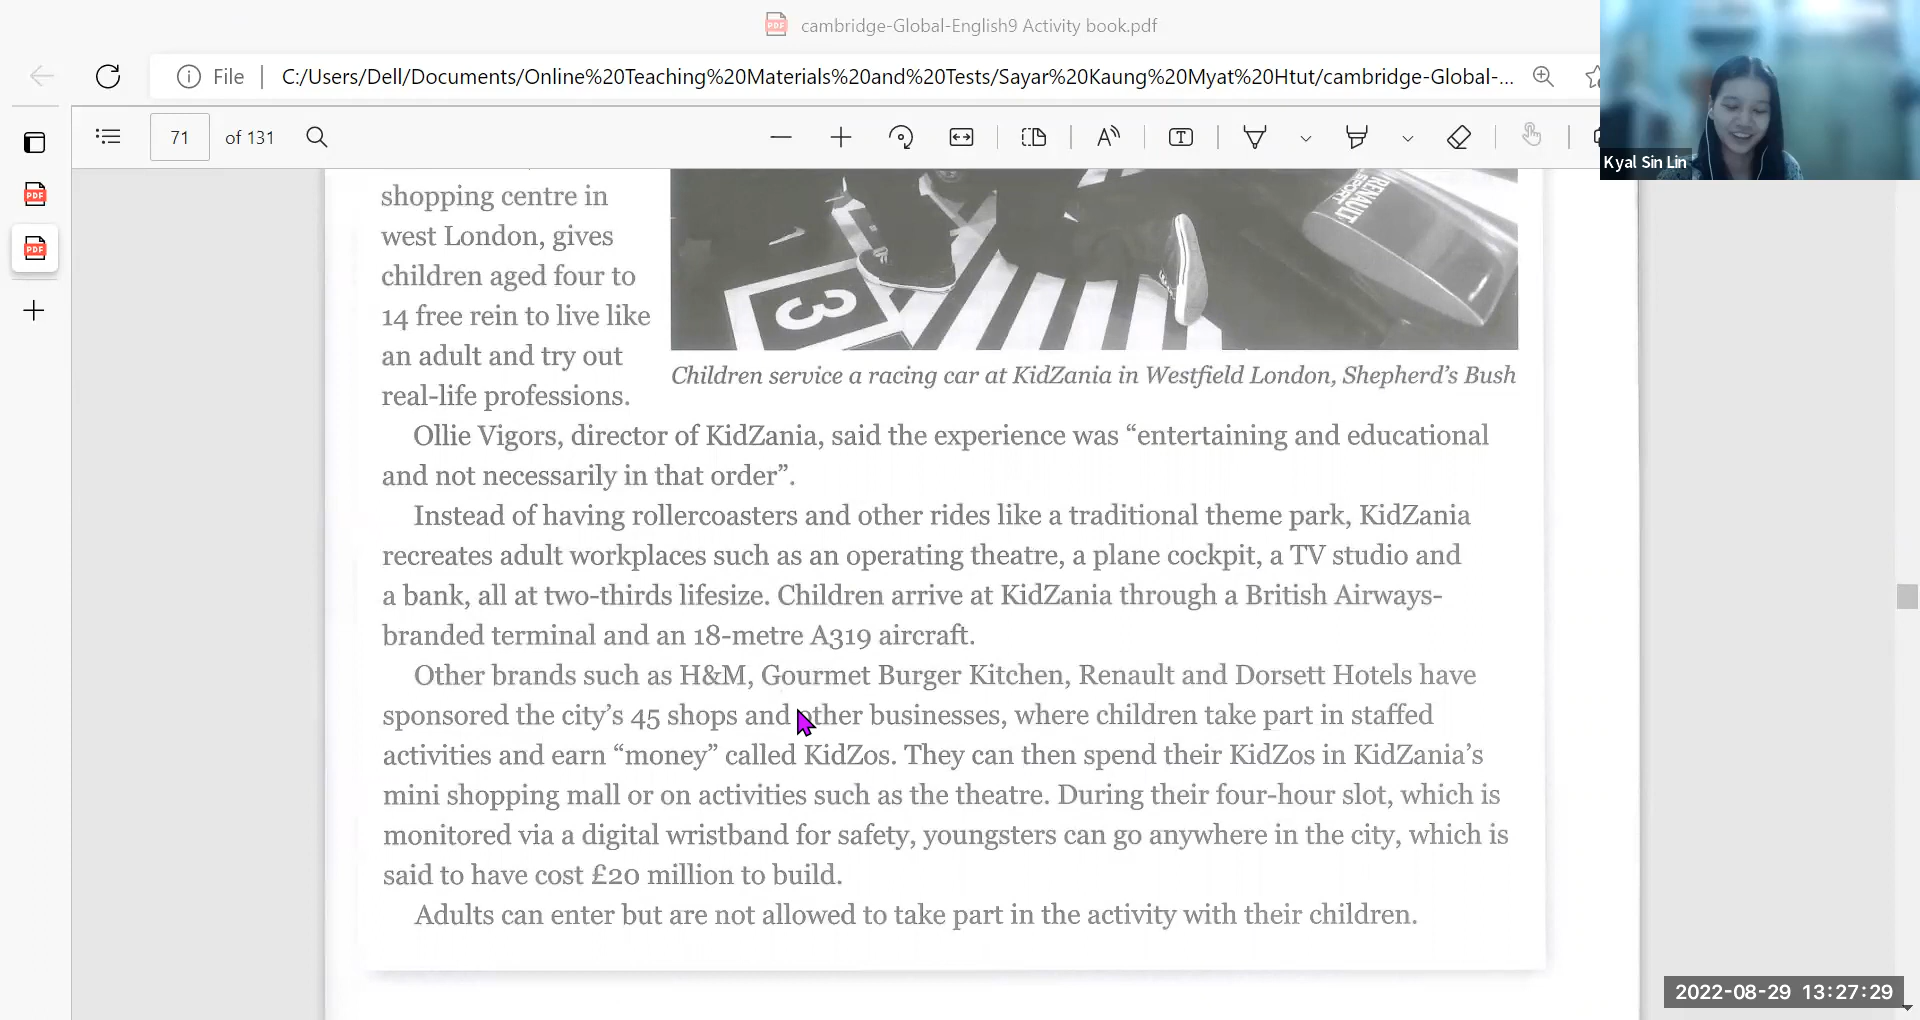 cambridge-Global-English9 Activity book.pdf
File
C:/Users/Dell/Documents/Online%20Teaching%20Materials%20and%20Tests/Sayar%20Kaung%20Myat%20Htut/cambridge-Global-...
71 of 131
Kyal Sin Lin
shopping centre in
west London, gives
children aged four to
14 free rein to live like
an adult and try out
real-life professions.
3
RENAULT
SPORT
Children service a racing car at KidZania in Westfield London, Shepherd's Bush
Ollie Vigors, director of KidZania, said the experience was “entertaining and educational
and not necessarily in that order”.
Instead of having rollercoasters and other rides like a traditional theme park, KidZania
recreates adult workplaces such as an operating theatre, a plane cockpit, a TV studio and
a bank, all at two-thirds lifesize. Children arrive at KidZania through a British Airways-
branded terminal and an 18-metre A319 aircraft.
Other brands such as H&M, Gourmet Burger Kitchen, Renault and Dorsett Hotels have
sponsored the city's 45 shops and other businesses, where children take part in staffed
activities and earn “money” called KidZos. They can then spend their KidZos in KidZania's
mini shopping mall or on activities such as the theatre. During their four-hour slot, which is
monitored via a digital wristband for safety, youngsters can go anywhere in the city, which is
said to have cost £20 million to build.
Adults can enter but are not allowed to take part in the activity with their children.
2022-08-29 13:27:29